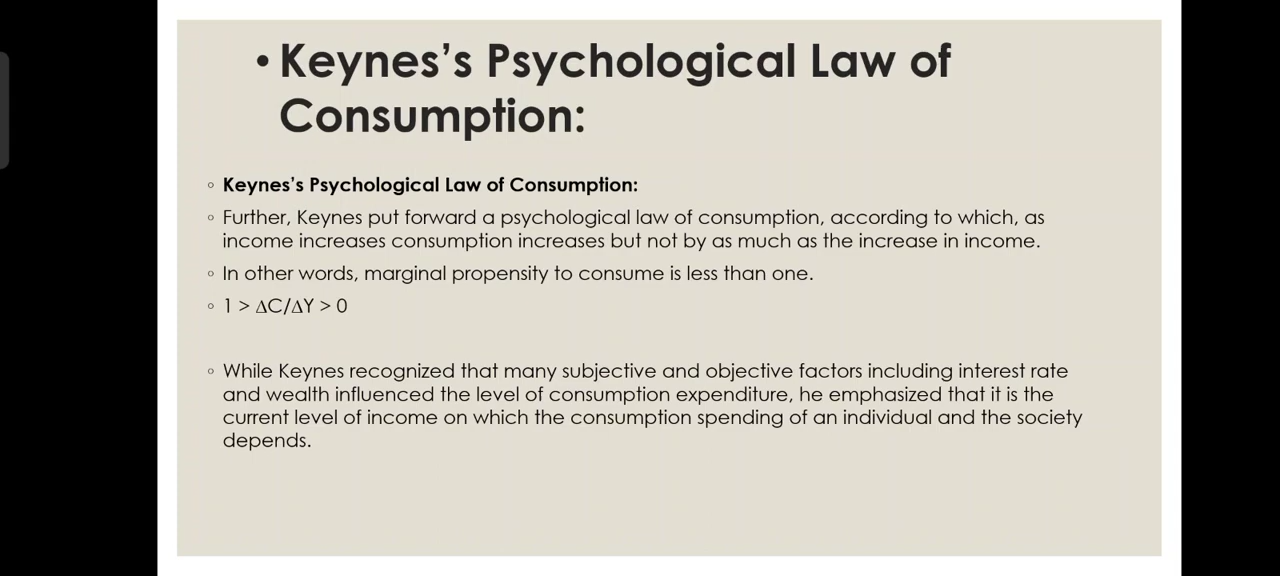 • Keynes’s Psychological Law of
Consumption:
◦ Keynes’s Psychological Law of Consumption:
◦ Further, Keynes put forward a psychological law of consumption, according to which, as
income increases consumption increases but not by as much as the increase in income.
◦ In other words, marginal propensity to consume is less than one.
◦ 1 > ∆C/∆Y > 0
◦ While Keynes recognized that many subjective and objective factors including interest rate
and wealth influenced the level of consumption expenditure, he emphasized that it is the
current level of income on which the consumption spending of an individual and the society
depends.